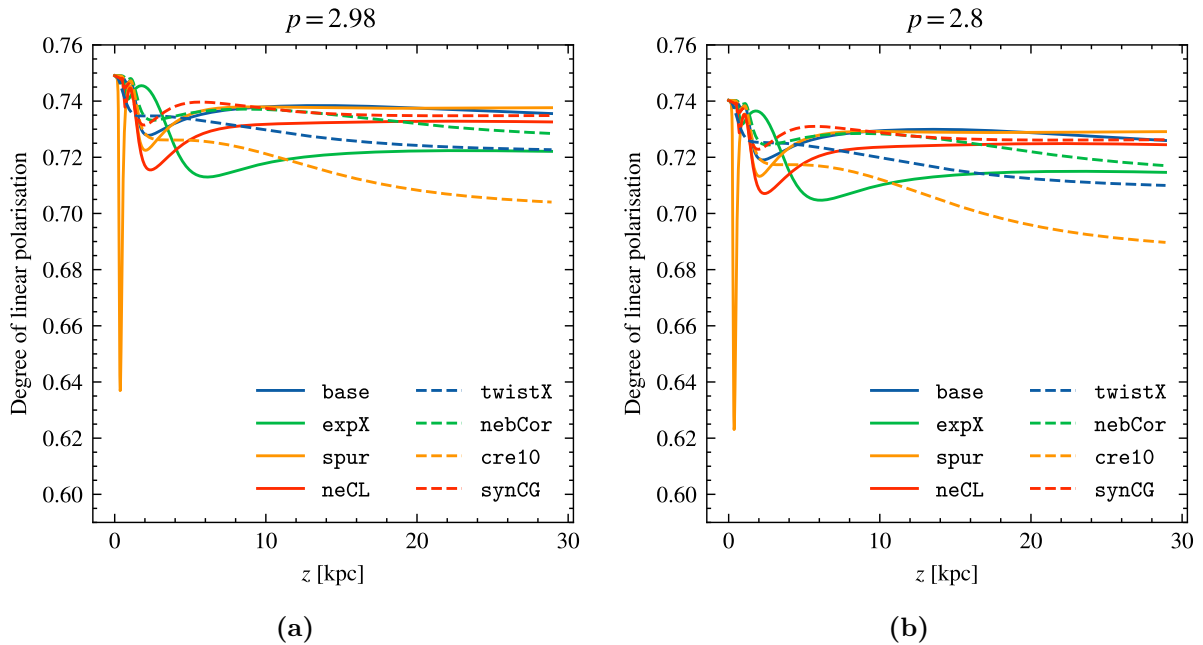 p = 2.98
Degree of linear polarisation
0.76
0.74
0.72
0.70
0.68
0.66
0.64
0.62
0.60
base
expX
spur
neCL
twistX
nebCor
cre10
synCG
0 10 20 30
z [kpc]
(a)
p = 2.8
Degree of linear polarisation
0.76
0.74
0.72
0.70
0.68
0.66
0.64
0.62
0.60
base
expX
spur
neCL
twistX
nebCor
cre10
synCG
0 10 20 30
z [kpc]
(b)